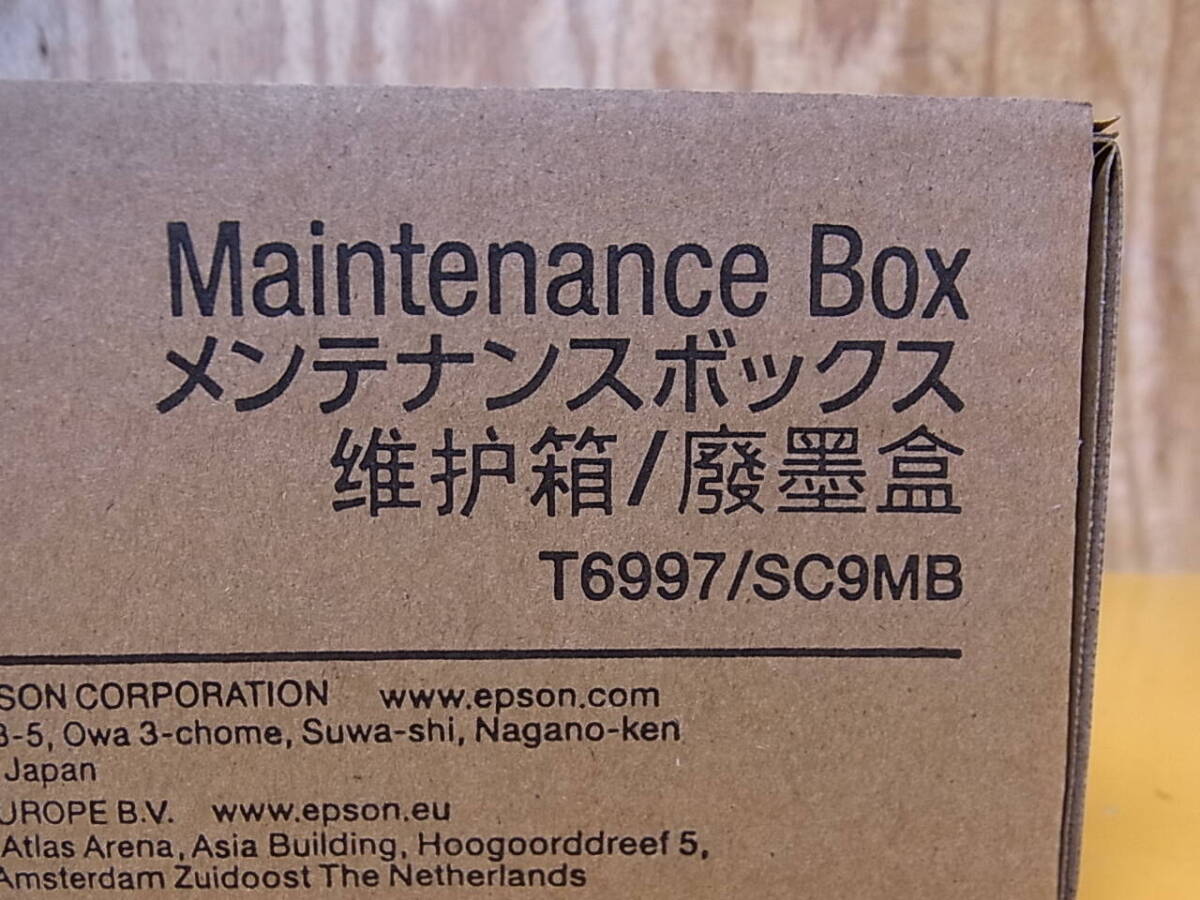 Maintenance Box
メンテナンスボックス
维护箱/廢墨盒
T6997/SC9MB
SON CORPORATION www.epson.com
3-5, Owa 3-chome, Suwa-shi, Nagano-ken
Japan
UROPE B.V. www.epson.eu
Atlas Arena, Asia Building, Hoogoorddreef 5,
Amsterdam Zuidoost The Netherlands